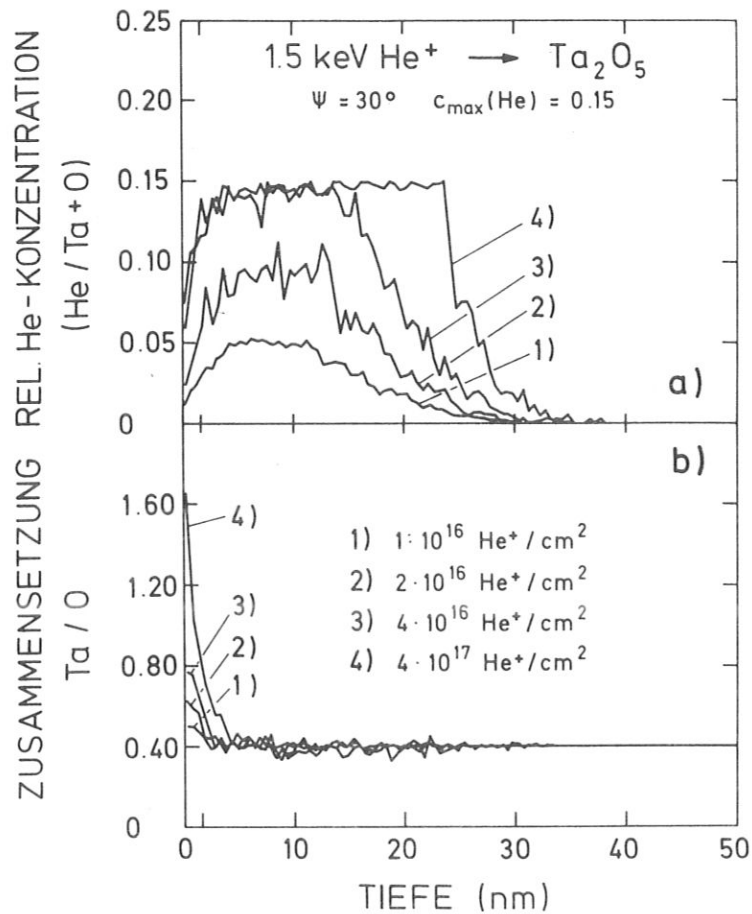 REL. He-KONZENTRATION
(He/Ta+O)
0.25
0.20
0.15
0.10
0.05
0
1.5 keV He⁺ → Ta₂O₅
Ψ = 30° c_max(He) = 0.15
4)
3)
2)
1)
a)
ZUSAMMENSETZUNG
Ta/O
1.60
1.20
0.80
0.40
0
b)
4)
3)
2)
1)
1) 1·10¹⁶ He⁺/cm²
2) 2·10¹⁶ He⁺/cm²
3) 4·10¹⁶ He⁺/cm²
4) 4·10¹⁷ He⁺/cm²
0 10 20 30 40 50
TIEFE (nm)